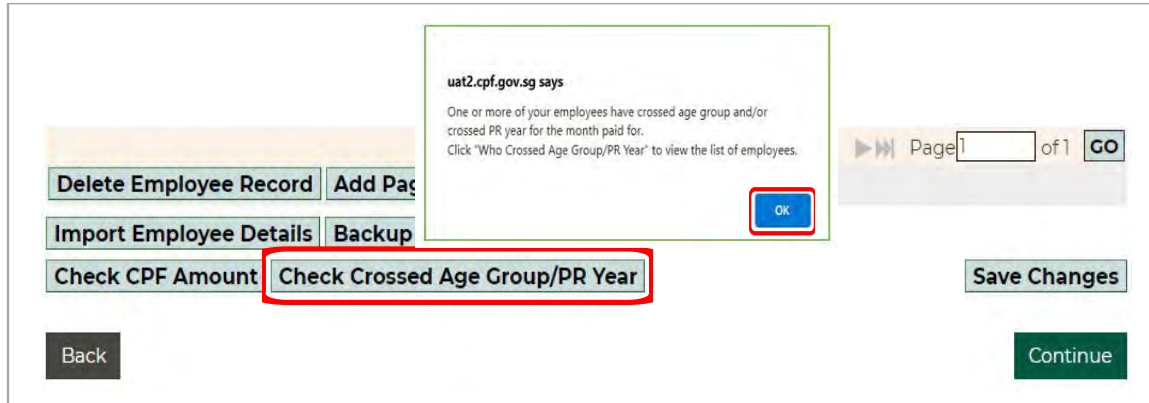 uat2.cpf.gov.sg says
One or more of your employees have crossed age group and/or
crossed PR year for the month paid for.
Click "Who Crossed Age Group/PR Year" to view the list of employees.
OK
Page 1 of 1 GO
Delete Employee Record Add Pag
Import Employee Details Backup
Check CPF Amount Check Crossed Age Group/PR Year Save Changes
Back Continue